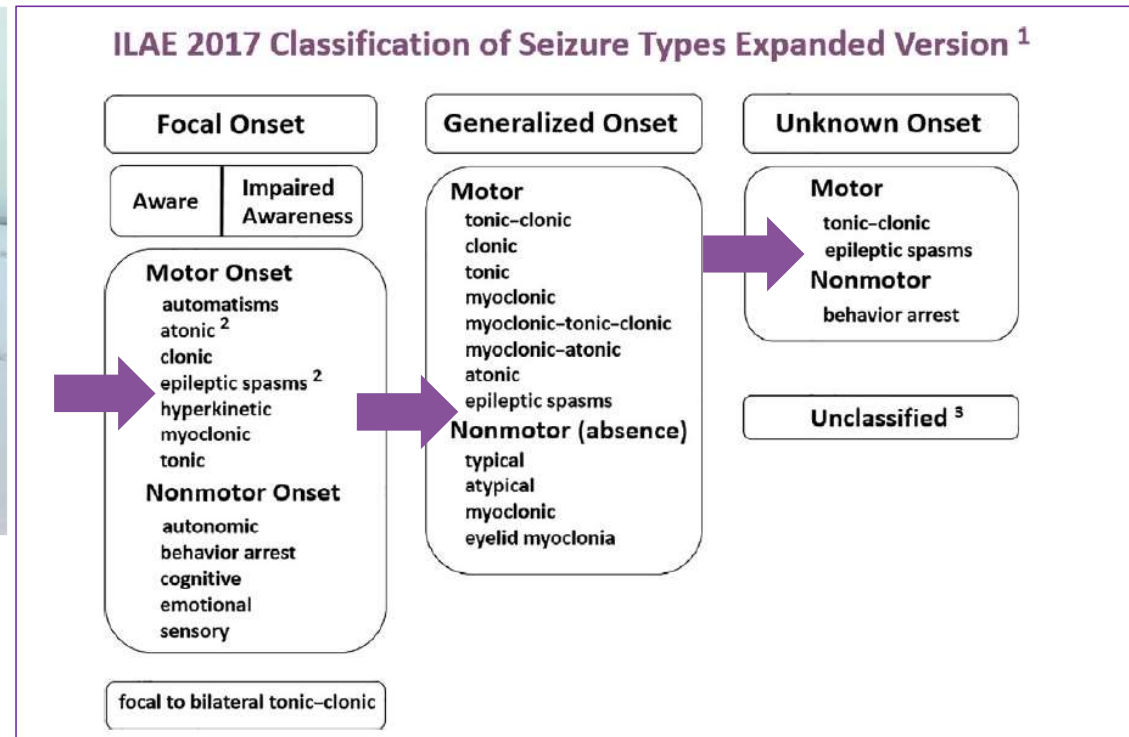 ILAE 2017 Classification of Seizure Types Expanded Version 1
Focal Onset
Aware
Impaired
Awareness
Motor Onset
automatisms
atonic 2
clonic
epileptic spasms 2
hyperkinetic
myoclonic
tonic
Nonmotor Onset
autonomic
behavior arrest
cognitive
emotional
sensory
focal to bilateral tonic–clonic
Generalized Onset
Motor
tonic–clonic
clonic
tonic
myoclonic
myoclonic–tonic–clonic
myoclonic–atonic
atonic
epileptic spasms
Nonmotor (absence)
typical
atypical
myoclonic
eyelid myoclonia
Unknown Onset
Motor
tonic–clonic
epileptic spasms
Nonmotor
behavior arrest
Unclassified 3